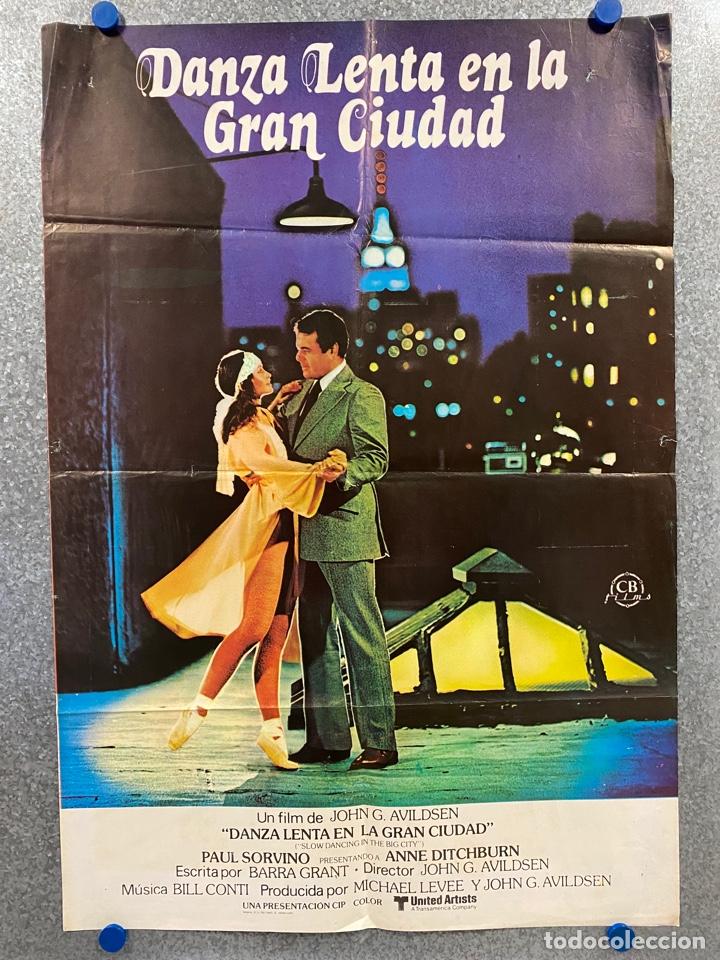 Danza Lenta en la
Gran Ciudad
CB
films
Un film de JOHN G. AVILDSEN
"DANZA LENTA EN LA GRAN CIUDAD"
("SLOW DANCING IN THE BIG CITY")
PAUL SORVINO PRESENTANDO A ANNE DITCHBURN
Escrita por BARRA GRANT · Director JOHN G. AVILDSEN
Música BILL CONTI Producida por MICHAEL LEVEE Y JOHN G. AVILDSEN
UNA PRESENTACIÓN CIP COLOR United Artists
A Transamerica Company
todocoleccion